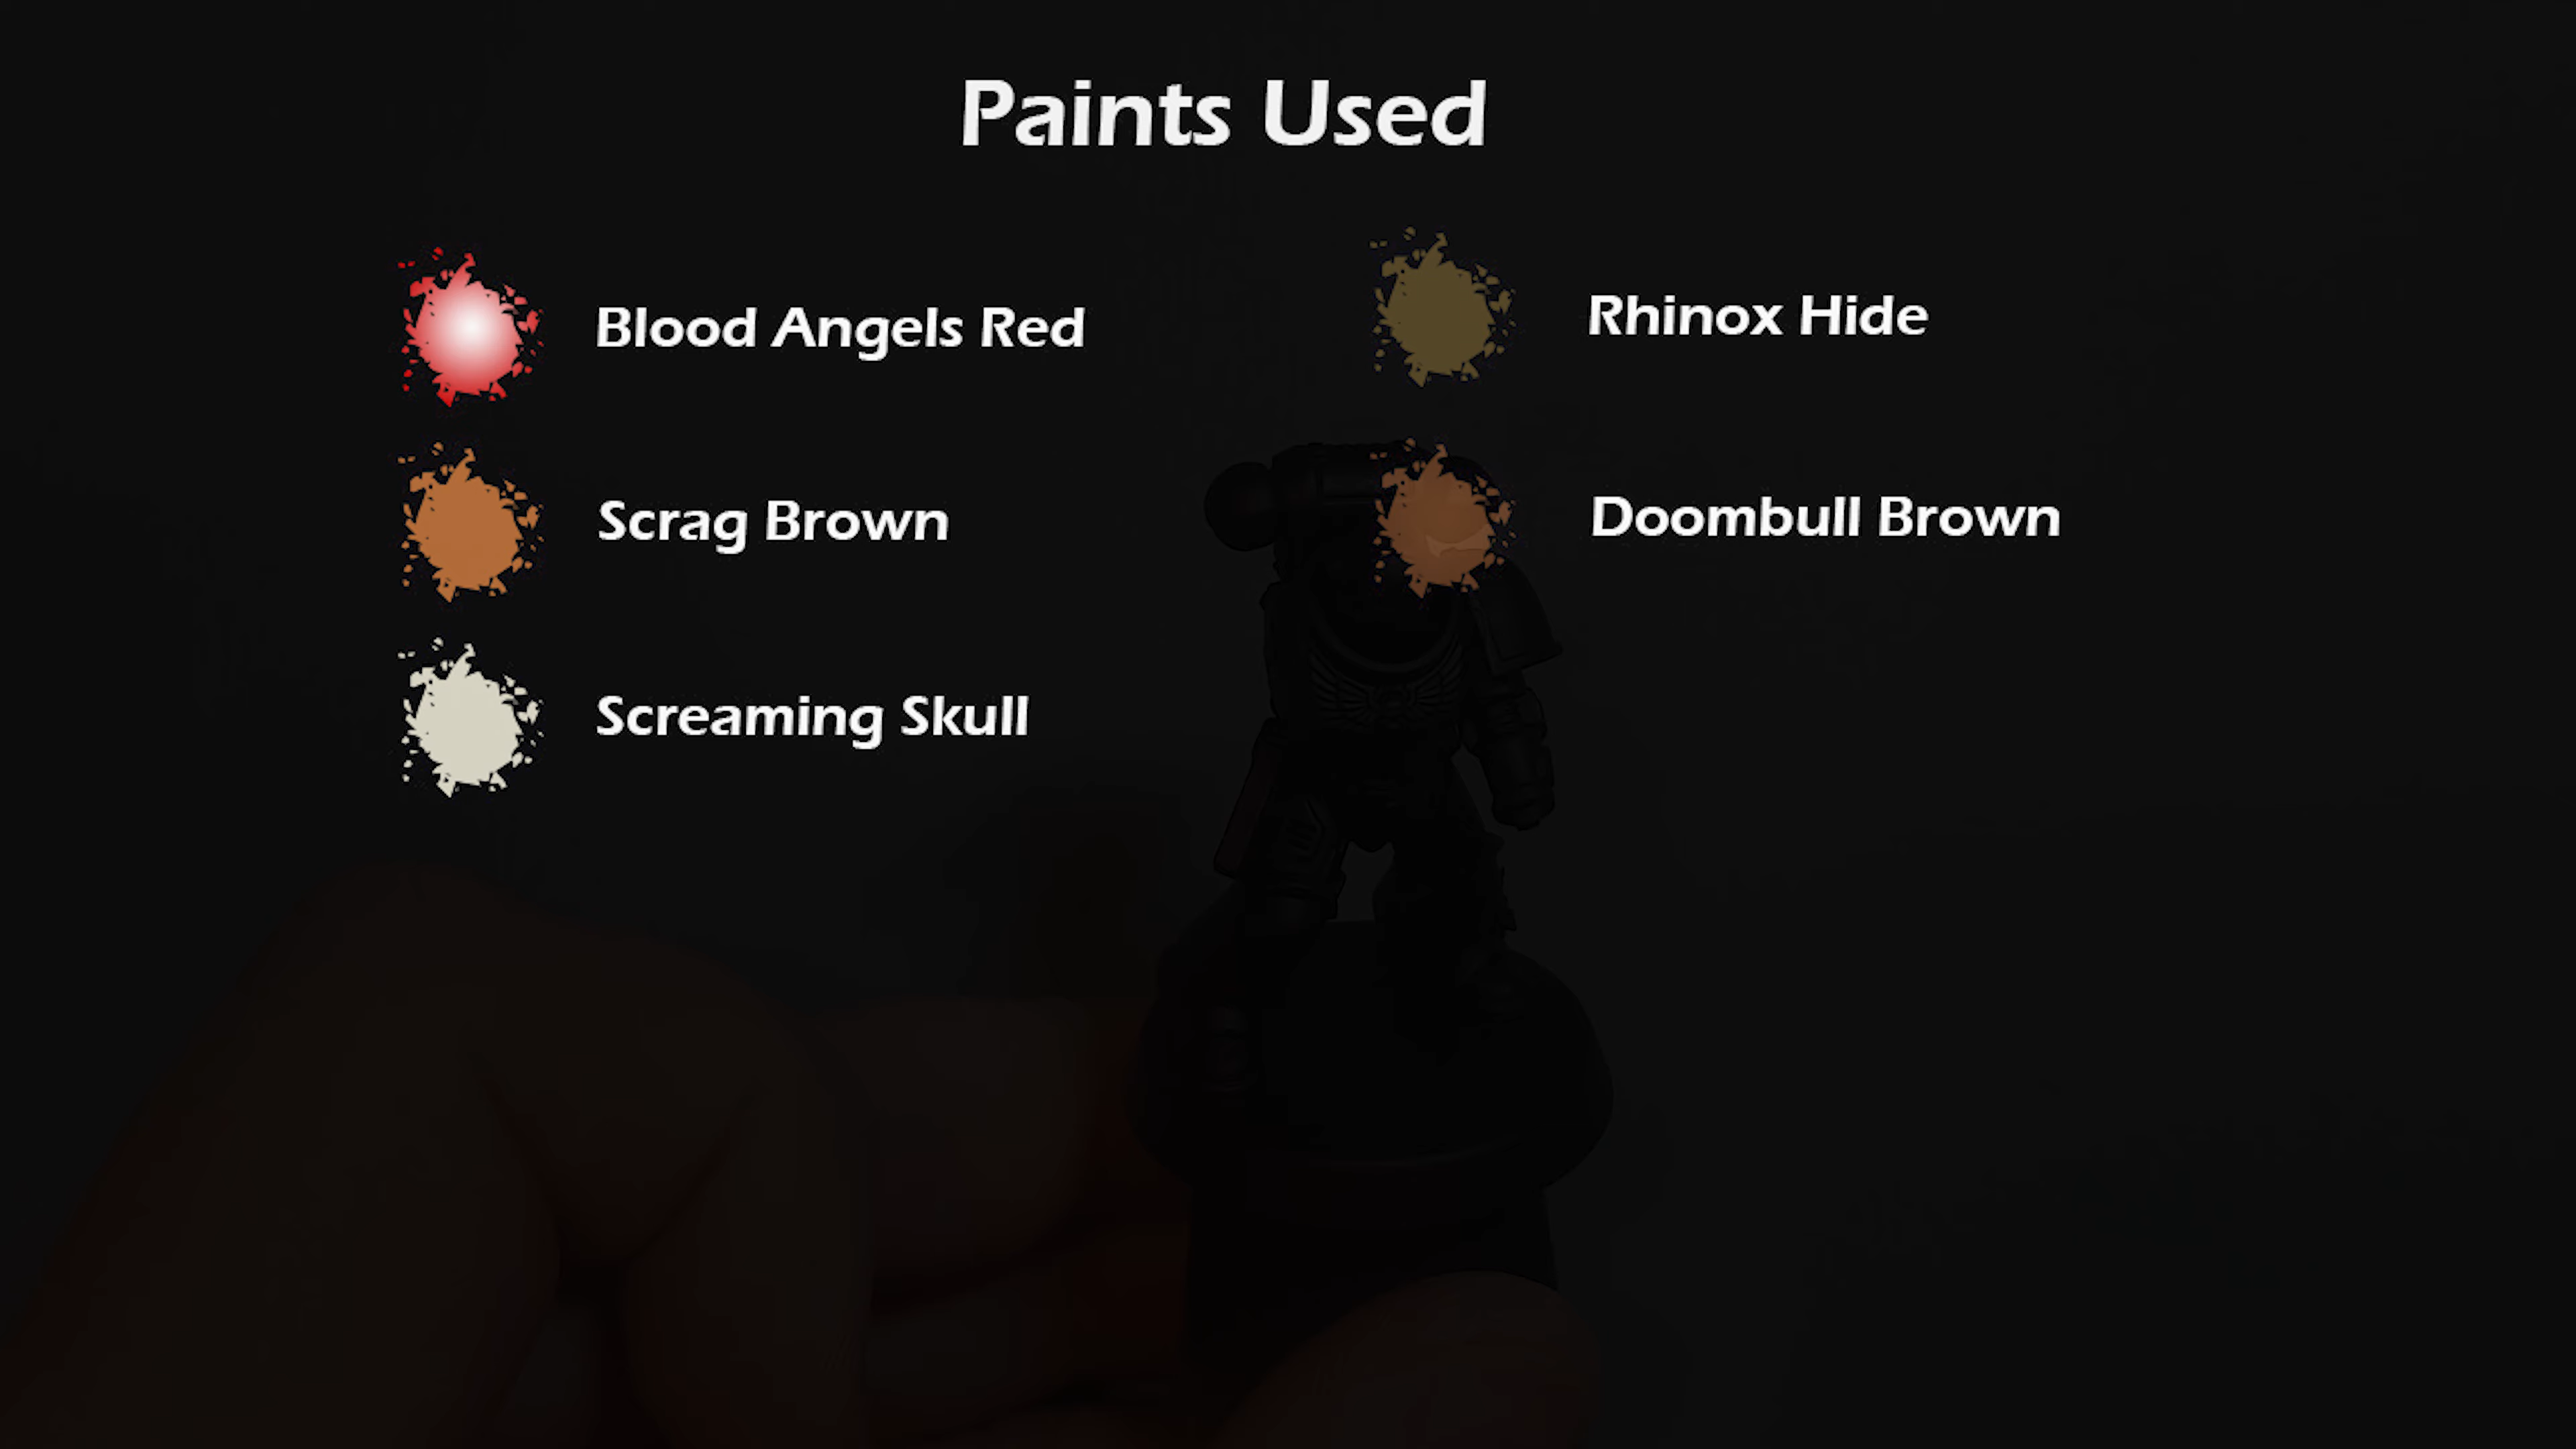 Paints Used
Blood Angels Red
Scrag Brown
Screaming Skull
Rhinox Hide
Doombull Brown